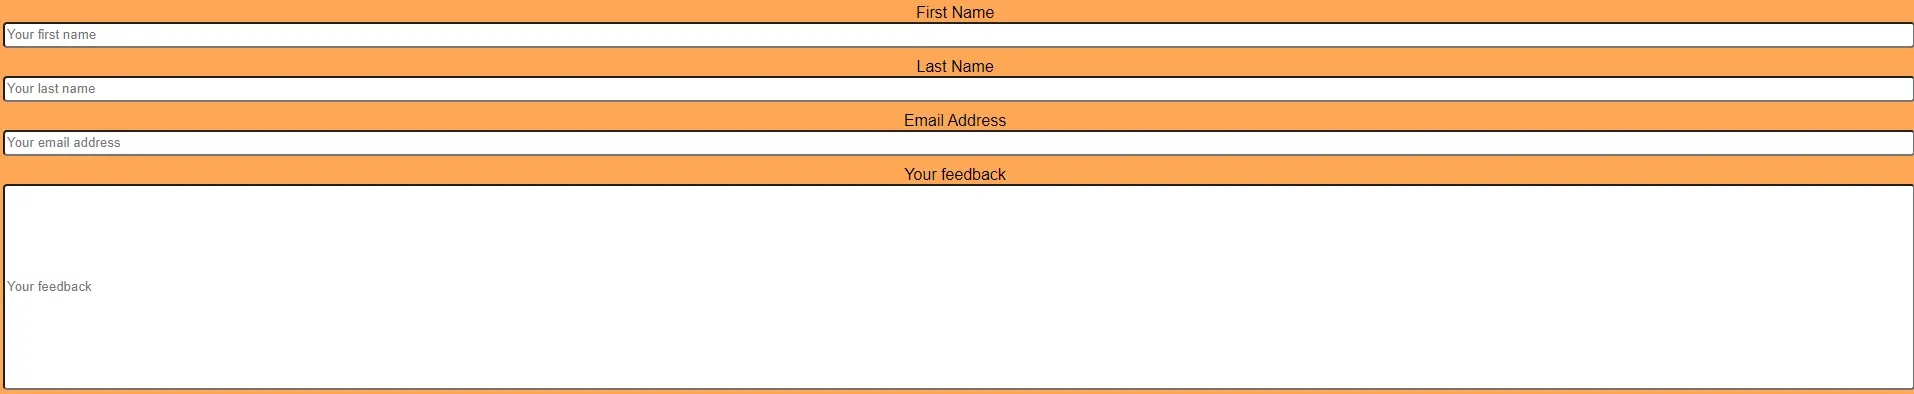 First Name
Your first name
Last Name
Your last name
Email Address
Your email address
Your feedback
Your feedback